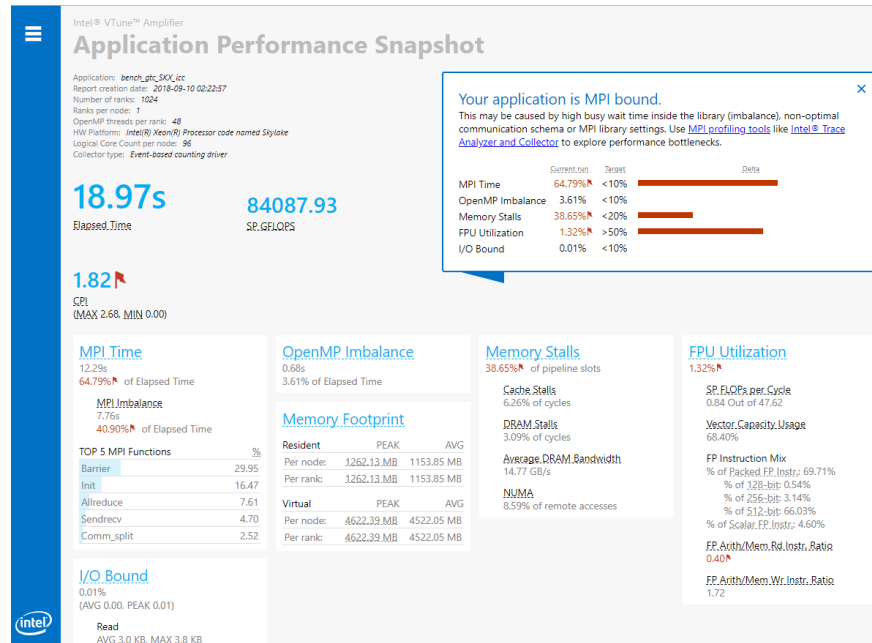 Intel® VTune™ Amplifier
Application Performance Snapshot
Application: bench_gtc_SKX_icc
Report creation date: 2018-09-10 02:22:57
Number of ranks: 1024
Ranks per node: 1
OpenMP threads per rank: 48
HW Platform: Intel(R) Xeon(R) Processor code named Skylake
Logical Core Count per node: 96
Collector type: Event-based counting driver
18.97s
Elapsed Time
84087.93
SP GFLOPS
1.82
CPI
(MAX 2.68, MIN 0.00)
Your application is MPI bound.
This may be caused by high busy wait time inside the library (imbalance), non-optimal
communication schema or MPI library settings. Use MPI profiling tools like Intel® Trace
Analyzer and Collector to explore performance bottlenecks.
Current run Target Delta
MPI Time 64.79% <10%
OpenMP Imbalance 3.61% <10%
Memory Stalls 38.65% <20%
FPU Utilization 1.32% >50%
I/O Bound 0.01% <10%
MPI Time
12.29s
64.79% of Elapsed Time
MPI Imbalance
7.76s
40.90% of Elapsed Time
TOP 5 MPI Functions %
Barrier 29.95
Init 16.47
Allreduce 7.61
Sendrecv 4.70
Comm_split 2.52
I/O Bound
0.01%
(AVG 0.00, PEAK 0.01)
Read
AVG 3.0 KB, MAX 3.8 KB
OpenMP Imbalance
0.68s
3.61% of Elapsed Time
Memory Footprint
Resident PEAK AVG
Per node: 1262.13 MB 1153.85 MB
Per rank: 1262.13 MB 1153.85 MB
Virtual PEAK AVG
Per node: 4622.39 MB 4522.05 MB
Per rank: 4622.39 MB 4522.05 MB
Memory Stalls
38.65% of pipeline slots
Cache Stalls
6.26% of cycles
DRAM Stalls
3.09% of cycles
Average DRAM Bandwidth
14.77 GB/s
NUMA
8.59% of remote accesses
FPU Utilization
1.32%
SP FLOPs per Cycle
0.84 Out of 47.62
Vector Capacity Usage
68.40%
FP Instruction Mix
% of Packed FP Instr.: 69.71%
% of 128-bit: 0.54%
% of 256-bit: 3.14%
% of 512-bit: 66.03%
% of Scalar FP Instr.: 4.60%
FP Arith/Mem Rd Instr. Ratio
0.40
FP Arith/Mem Wr Instr. Ratio
1.72
intel